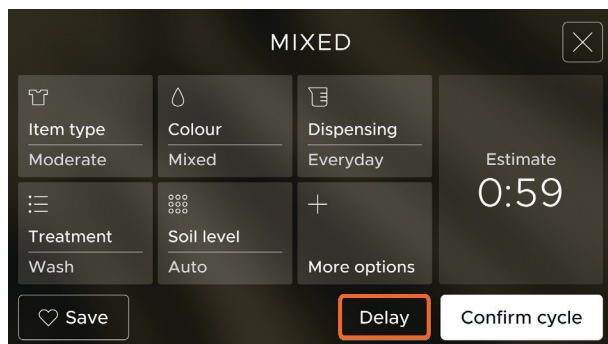 MIXED
Item type
Moderate
Colour
Mixed
Dispensing
Everyday
Estimate
0:59
Treatment
Wash
Soil level
Auto
More options
Save
Delay
Confirm cycle